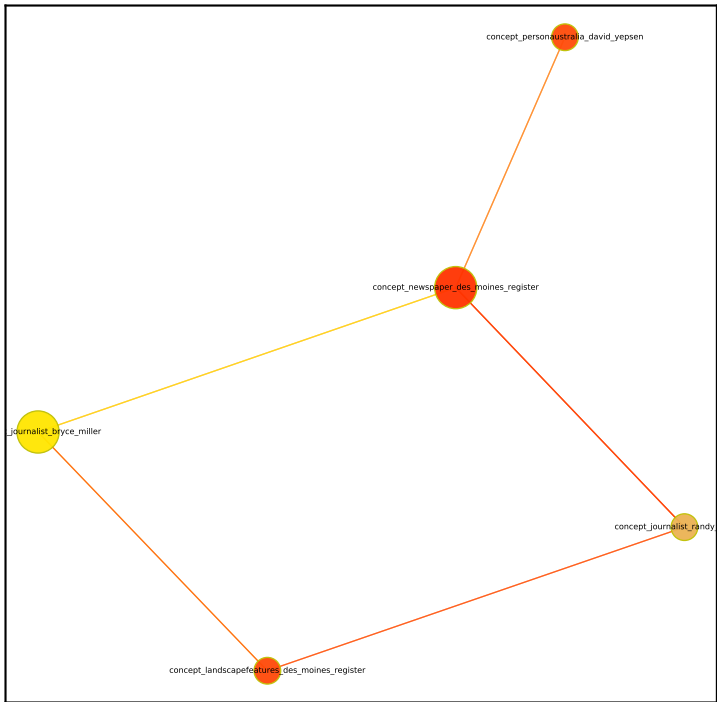 concept_personaustralia_david_yepsen
concept_newspaper_des_moines_register
_journalist_bryce_miller
concept_journalist_randy_
concept_landscapefeatures_des_moines_register